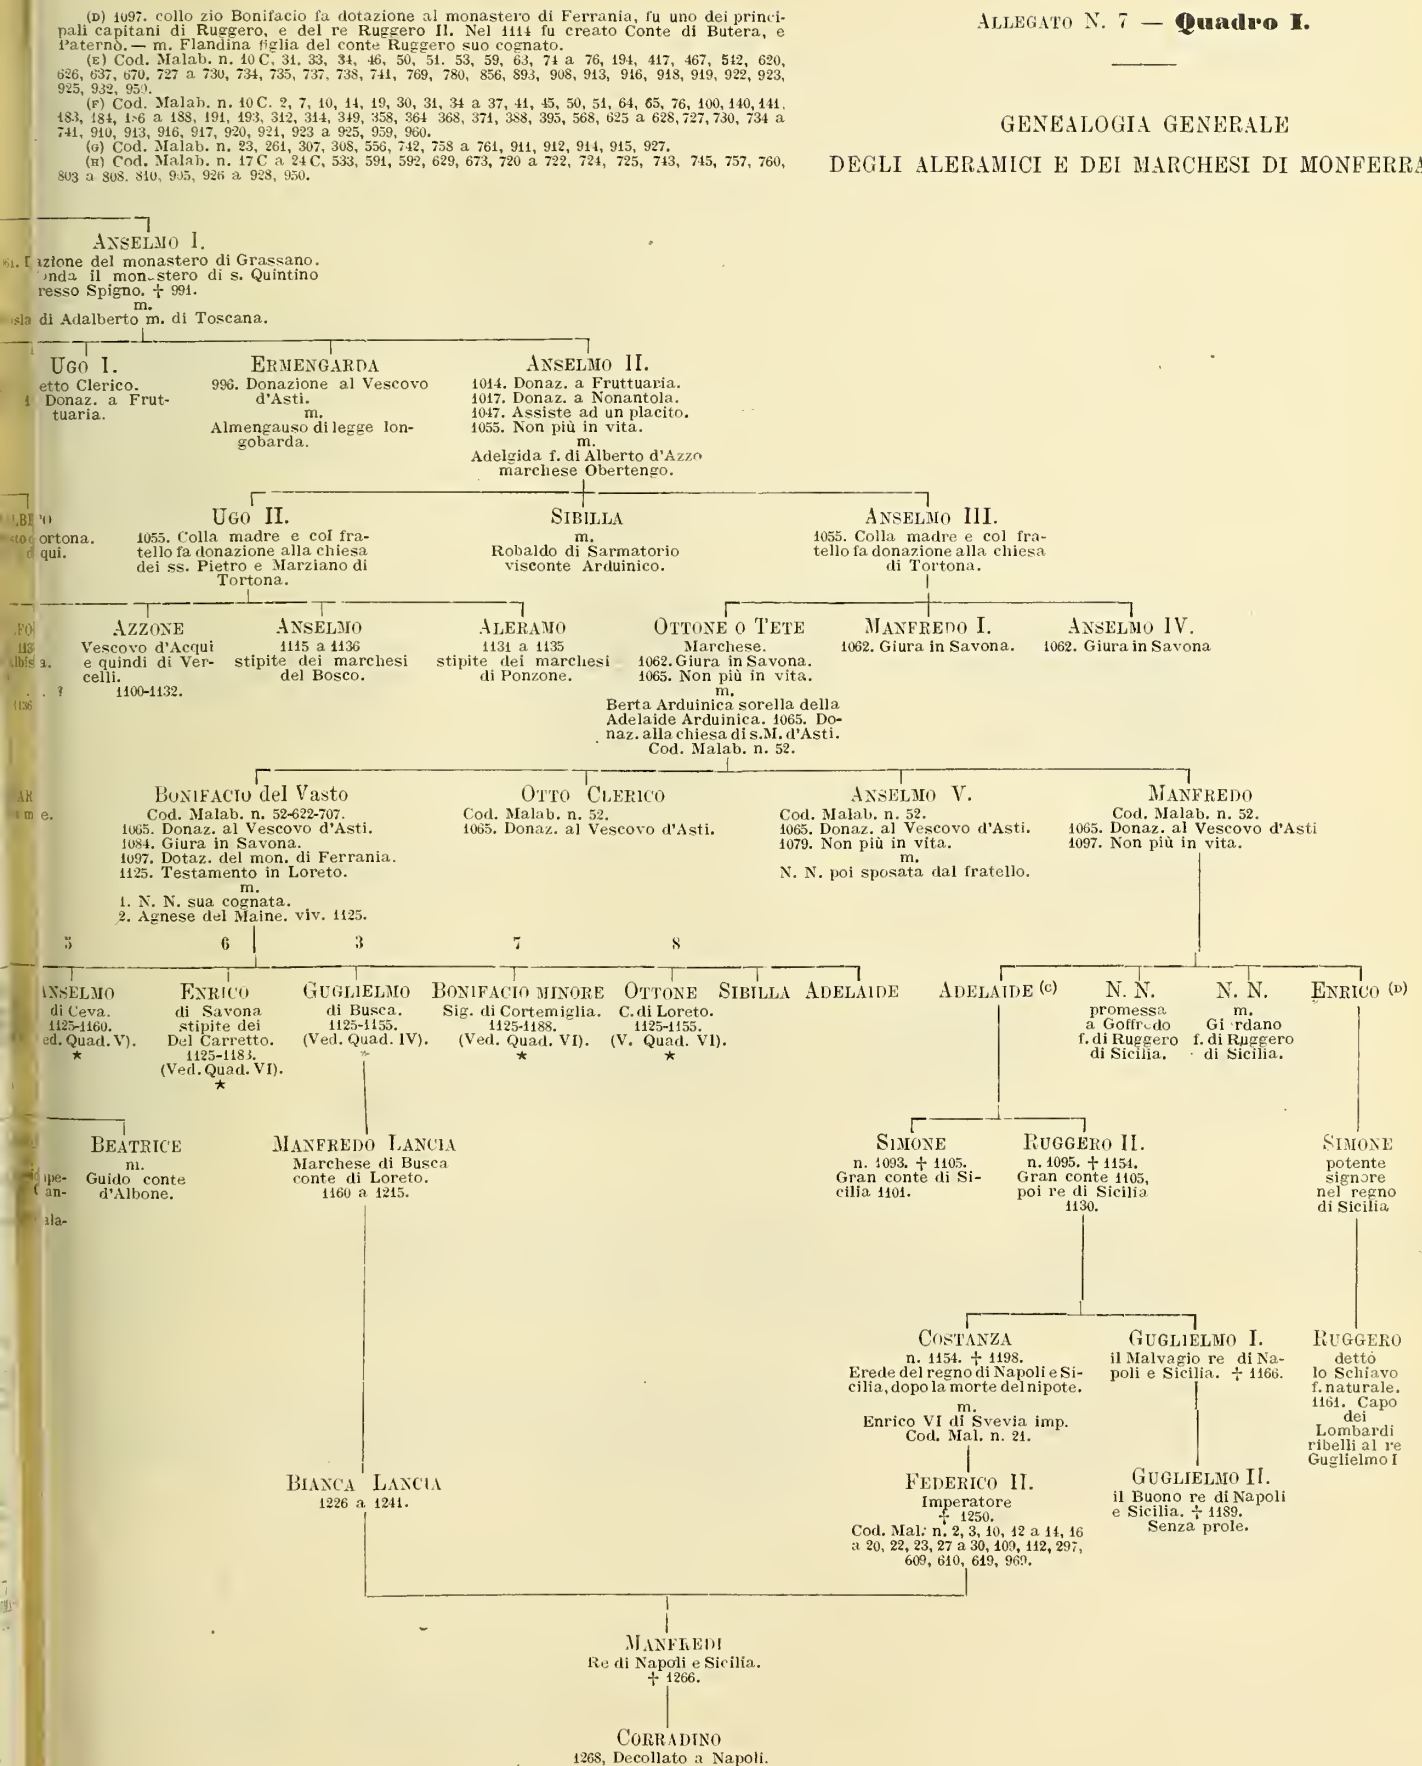 (D) 1097. collo zio Bonifacio fa dotazione al monastero di Ferrania, fu uno dei princi-
pali capitani di Ruggero, e del re Ruggero II. Nel 1114 fu creato Conte di Butera, e
Paternò. — m. Flandina figlia del conte Ruggero suo cognato.
(E) Cod. Malab. n. 10 C, 31, 33, 34, 46, 50, 51. 53, 59, 63, 74 a 76, 194, 417, 467, 512, 620,
626, 637, 670, 727 a 730, 734, 735, 737, 738, 741, 769, 780, 856, 893, 908, 913, 916, 918, 919, 922, 923,
925, 932, 959.
(F) Cod. Malab. n. 10 C. 2, 7, 10, 14, 19, 30, 31, 34 a 37, 41, 45, 50, 51, 64, 65, 76, 100, 140, 141,
183, 184, 186 a 188, 191, 193, 312, 314, 349, 358, 364 368, 371, 388, 395, 568, 625 a 628, 727, 730, 734 a
741, 910, 913, 916, 917, 920, 921, 923 a 925, 959, 960.
(G) Cod. Malab. n. 23, 261, 307, 308, 556, 742, 758 a 761, 911, 912, 914, 915, 927.
(H) Cod. Malab. n. 17 C a 24 C, 533, 591, 592, 629, 673, 720 a 722, 724, 725, 743, 745, 757, 760,
803 a 808. 810, 905, 926 a 928, 950.
ALLEGATO N. 7 — Quadro I.
GENEALOGIA GENERALE
DEGLI ALERAMICI E DEI MARCHESI DI MONFERRA
ANSELMO I.
azione del monastero di Grassano.
onda il monastero di s. Quintino
resso Spigno. ✝ 991.
m.
di Adalberto m. di Toscana.
UGO I.
etto Clerico.
Donaz. a Frut-
tuaria.
ERMENGARDA
996. Donazione al Vescovo
d'Asti.
m.
Almengauso di legge lon-
gobarda.
ANSELMO II.
1014. Donaz. a Fruttuaria.
1017. Donaz. a Nonantola.
1047. Assiste ad un placito.
1055. Non più in vita.
m.
Adelgida f. di Alberto d'Azzo
marchese Obertengo.
ortona.
qui.
UGO II.
1055. Colla madre e col fra-
tello fa donazione alla chiesa
dei ss. Pietro e Marziano di
Tortona.
SIBILLA
m.
Robaldo di Sarmatorio
visconte Arduinico.
ANSELMO III.
1055. Colla madre e col fra-
tello fa donazione alla chiesa
di Tortona.
AZZONE
Vescovo d'Acqui
e quindi di Ver-
celli.
1100-1132.
ANSELMO
1115 a 1136
stipite dei marchesi
del Bosco.
ALERAMO
1131 a 1135
stipite dei marchesi
di Ponzone.
OTTONE O TETE
Marchese.
1062. Giura in Savona.
1065. Non più in vita.
m.
Berta Arduinica sorella della
Adelaide Arduinica. 1065. Do-
naz. alla chiesa di s. M. d'Asti.
Cod. Malab. n. 52.
MANFREDO I.
1062. Giura in Savona.
ANSELMO IV.
1062. Giura in Savona
BONIFACIO del Vasto
Cod. Malab. n. 52-622-707.
1065. Donaz. al Vescovo d'Asti.
1084. Giura in Savona.
1097. Dotaz. del mon. di Ferrania.
1125. Testamento in Loreto.
m.
1. N. N. sua cognata.
2. Agnese del Maine. viv. 1125.
OTTO CLERICO
Cod. Malab. n. 52.
1065. Donaz. al Vescovo d'Asti.
ANSELMO V.
Cod. Malab. n. 52.
1065. Donaz. al Vescovo d'Asti.
1079. Non più in vita.
m.
N. N. poi sposata dal fratello.
MANFREDO
Cod. Malab. n. 52.
1065. Donaz. al Vescovo d'Asti
1097. Non più in vita.
5 6 3 7 8
ANSELMO
di Ceva.
1125-1160.
ed. Quad. V).
★
ENRICO
di Savona
stipite dei
Del Carretto.
1125-1183.
(Ved. Quad. VI).
★
GUGLIELMO
di Busca.
1125-1155.
(Ved. Quad. IV).
BONIFACIO MINORE
Sig. di Cortemiglia.
1125-1188.
(Ved. Quad. VI).
★
OTTONE
C. di Loreto.
1125-1155.
(V. Quad. VI).
★
SIBILLA
ADELAIDE
ADELAIDE (C)
N. N.
promessa
a Goffredo
f. di Ruggero
di Sicilia.
N. N.
m.
Giordano
f. di Ruggero
di Sicilia.
ENRICO (D)
BEATRICE
m.
Guido conte
d'Albone.
MANFREDO LANCIA
Marchese di Busca
conte di Loreto.
1160 a 1215.
SIMONE
n. 1093. ✝ 1105.
Gran conte di Si-
cilia 1101.
RUGGERO II.
n. 1095. ✝ 1154.
Gran conte 1105,
poi re di Sicilia
1130.
SIMONE
potente
signore
nel regno
di Sicilia
COSTANZA
n. 1154. ✝ 1198.
Erede del regno di Napoli e Si-
cilia, dopo la morte del nipote.
m.
Enrico VI di Svevia imp.
Cod. Mal. n. 21.
GUGLIELMO I.
il Malvagio re di Na-
poli e Sicilia. ✝ 1166.
RUGGERO
detto
lo Schiavo
f. naturale.
1161. Capo
dei
Lombardi
ribelli al re
Guglielmo I
BIANCA LANCIA
1226 a 1241.
FEDERICO II.
Imperatore
✝ 1250.
Cod. Mal. n. 2, 3, 10, 12 a 14, 16
a 20, 22, 23, 27 a 30, 109, 112, 297,
609, 610, 619, 969.
GUGLIELMO II.
il Buono re di Napoli
e Sicilia. ✝ 1189.
Senza prole.
MANFREDI
Re di Napoli e Sicilia.
✝ 1266.
CORRADINO
1268, Decollato a Napoli.